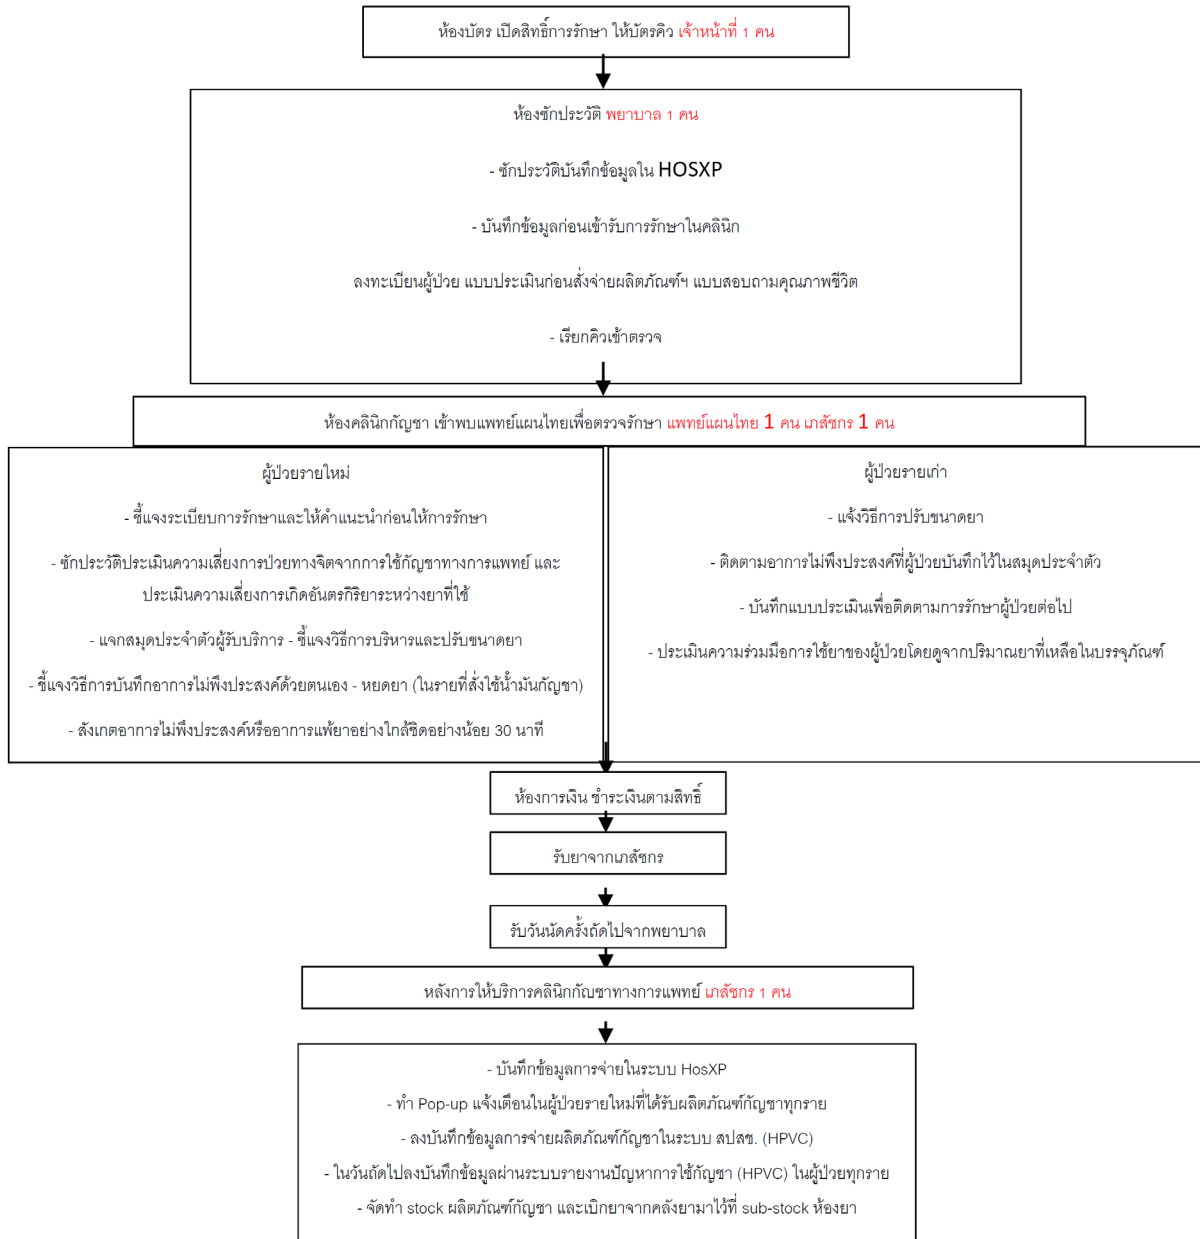 ห้องบัตร เปิดสิทธิ์การรักษา ให้บัตรคิว เจ้าหน้าที่ 1 คน
ห้องซักประวัติ พยาบาล 1 คน
- ซักประวัติบันทึกข้อมูลใน HOSXP
- บันทึกข้อมูลก่อนเข้ารับการรักษาในคลินิก
ลงทะเบียนผู้ป่วย แบบประเมินก่อนสั่งจ่ายผลิตภัณฑ์ฯ แบบสอบถามคุณภาพชีวิต
- เรียกคิวเข้าตรวจ
ห้องคลินิกกัญชา เข้าพบแพทย์แผนไทยเพื่อตรวจรักษา แพทย์แผนไทย 1 คน เภสัชกร 1 คน
ผู้ป่วยรายใหม่
- ชี้แจงระเบียบการรักษาและให้คำแนะนำก่อนให้การรักษา
- ซักประวัติประเมินความเสี่ยงการป่วยทางจิตจากการใช้กัญชาทางการแพทย์ และ
ประเมินความเสี่ยงการเกิดอันตรกิริยาระหว่างยาที่ใช้
- แจกสมุดประจำตัวผู้รับบริการ - ชี้แจงวิธีการบริหารและปรับขนาดยา
- ชี้แจงวิธีการบันทึกอาการไม่พึงประสงค์ด้วยตนเอง - หยดยา (ในรายที่สั่งใช้น้ำมันกัญชา)
- สังเกตอาการไม่พึงประสงค์หรืออาการแพ้ยาอย่างใกล้ชิดอย่างน้อย 30 นาที
ผู้ป่วยรายเก่า
- แจ้งวิธีการปรับขนาดยา
- ติดตามอาการไม่พึงประสงค์ที่ผู้ป่วยบันทึกไว้ในสมุดประจำตัว
- บันทึกแบบประเมินเพื่อติดตามการรักษาผู้ป่วยต่อไป
- ประเมินความร่วมมือการใช้ยาของผู้ป่วยโดยดูจากปริมาณยาที่เหลือในบรรจุภัณฑ์
ห้องการเงิน ชำระเงินตามสิทธิ์
รับยาจากเภสัชกร
รับวันนัดครั้งถัดไปจากพยาบาล
หลังการให้บริการคลินิกกัญชาทางการแพทย์ เภสัชกร 1 คน
- บันทึกข้อมูลการจ่ายในระบบ HosXP
- ทำ Pop-up แจ้งเตือนในผู้ป่วยรายใหม่ที่ได้รับผลิตภัณฑ์กัญชาทุกราย
- ลงบันทึกข้อมูลการจ่ายผลิตภัณฑ์กัญชาในระบบ สปสช. (HPVC)
- ในวันถัดไปลงบันทึกข้อมูลผ่านระบบรายงานปัญหาการใช้กัญชา (HPVC) ในผู้ป่วยทุกราย
- จัดทำ stock ผลิตภัณฑ์กัญชา และเบิกยาจากคลังยามาไว้ที่ sub-stock ห้องยา